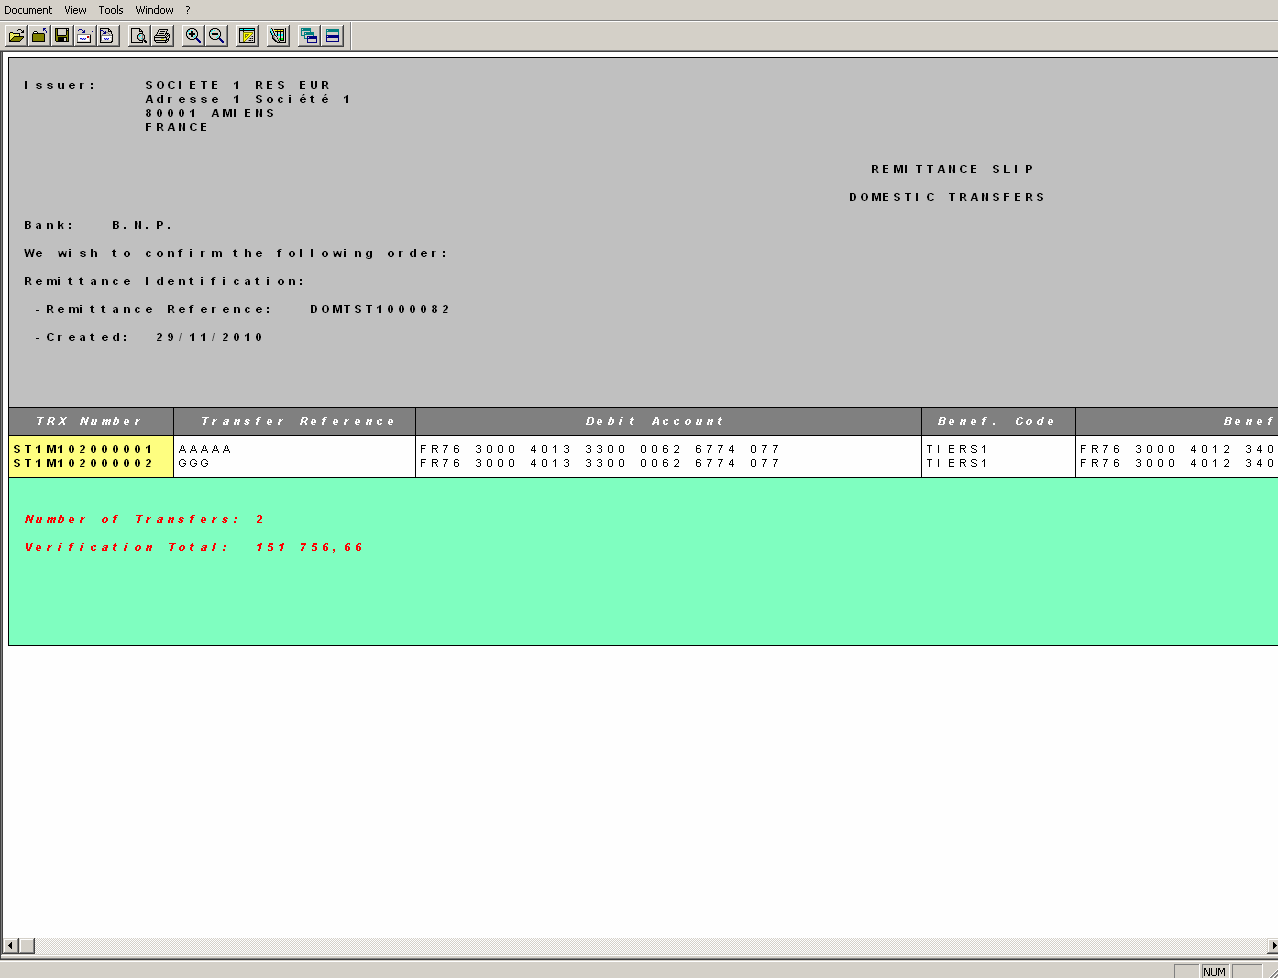 Document View Tools Window ?
Issuer: SOCIETE 1 RES EUR
Adresse 1 Société 1
80001 AMIENS
FRANCE
REMITTANCE SLIP
DOMESTIC TRANSFERS
Bank: B.N.P.
We wish to confirm the following order:
Remittance Identification:
-Remittance Reference: DOMTST1000082
-Created: 29/11/2010
TRX Number Transfer Reference Debit Account Benef. Code Benef
ST1M102000001 AAAAA FR76 3000 4013 3300 0062 6774 077 TIERS1 FR76 3000 4012 340
ST1M102000002 GGG FR76 3000 4013 3300 0062 6774 077 TIERS1 FR76 3000 4012 340
Number of Transfers: 2
Verification Total: 151 756,66
NUM